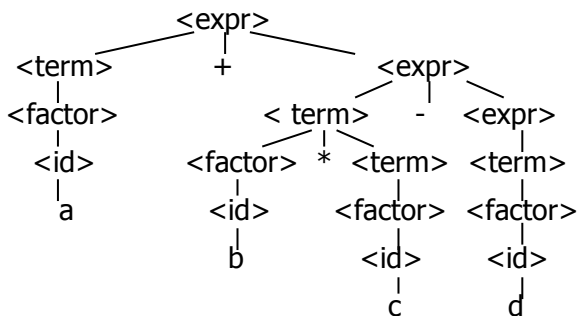 <expr>
<term> + <expr>
<factor> < term> - <expr>
<id> <factor> * <term> <term>
a <id> <factor> <factor>
b <id> <id>
c d